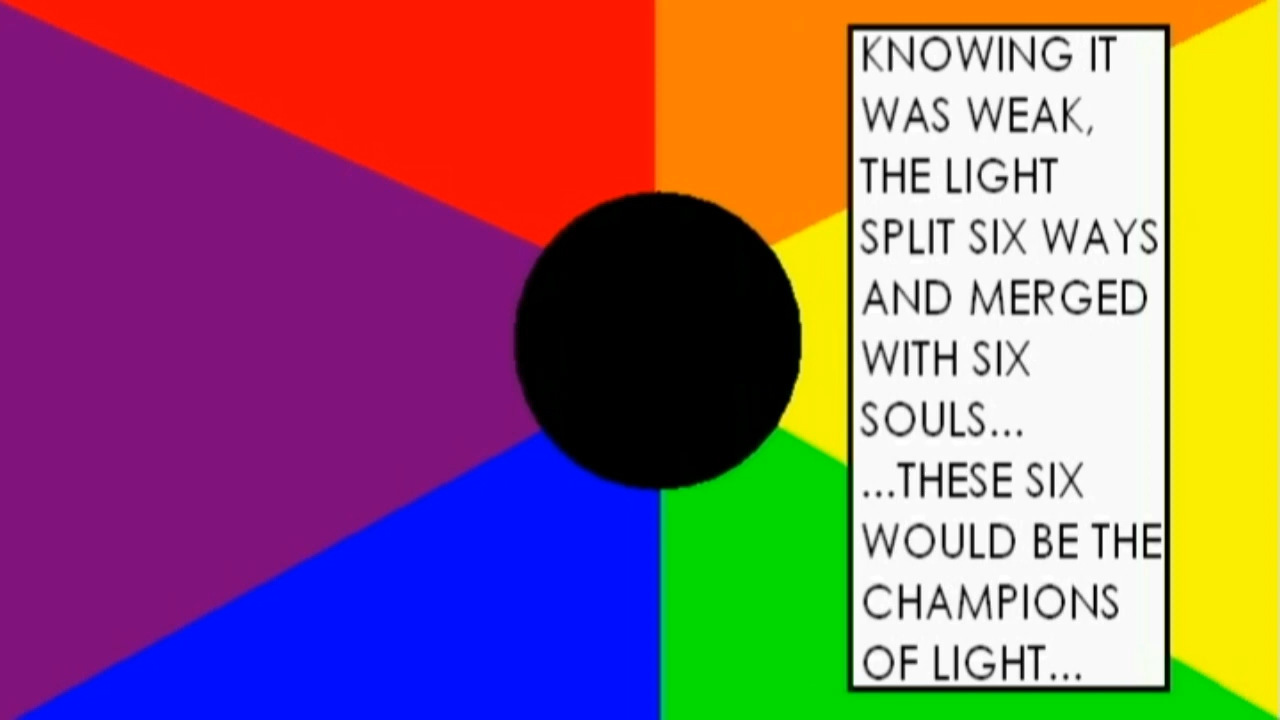 KNOWING IT
WAS WEAK,
THE LIGHT
SPLIT SIX WAYS
AND MERGED
WITH SIX
SOULS...
...THESE SIX
WOULD BE THE
CHAMPIONS
OF LIGHT...